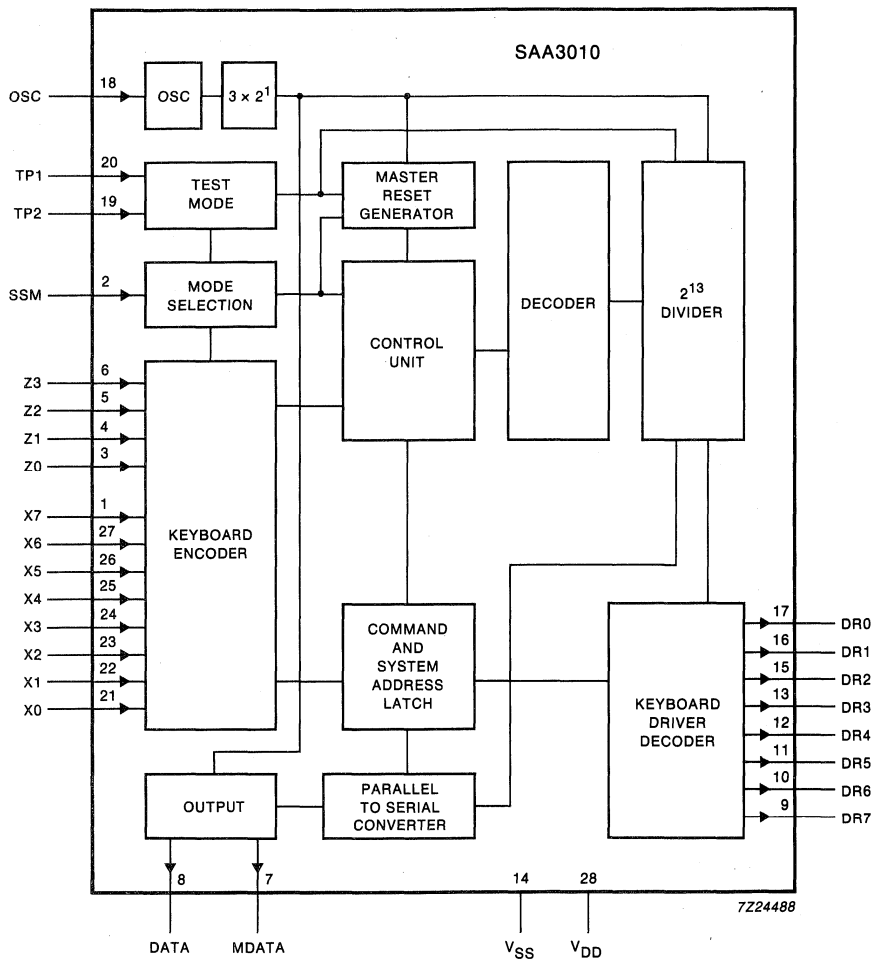 SAA3010
OSC 18
OSC
3 × 2¹
TP1 20
TP2 19
TEST
MODE
MASTER
RESET
GENERATOR
SSM 2
MODE
SELECTION
CONTROL
UNIT
DECODER
2¹³
DIVIDER
Z3 6
Z2 5
Z1 4
Z0 3
X7 1
X6 27
X5 26
X4 25
X3 24
X2 23
X1 22
X0 21
KEYBOARD
ENCODER
COMMAND
AND
SYSTEM
ADDRESS
LATCH
KEYBOARD
DRIVER
DECODER
17 DR0
16 DR1
15 DR2
13 DR3
12 DR4
11 DR5
10 DR6
9 DR7
OUTPUT
PARALLEL
TO SERIAL
CONVERTER
8
7
14
28
7Z24488
DATA
MDATA
VSS
VDD